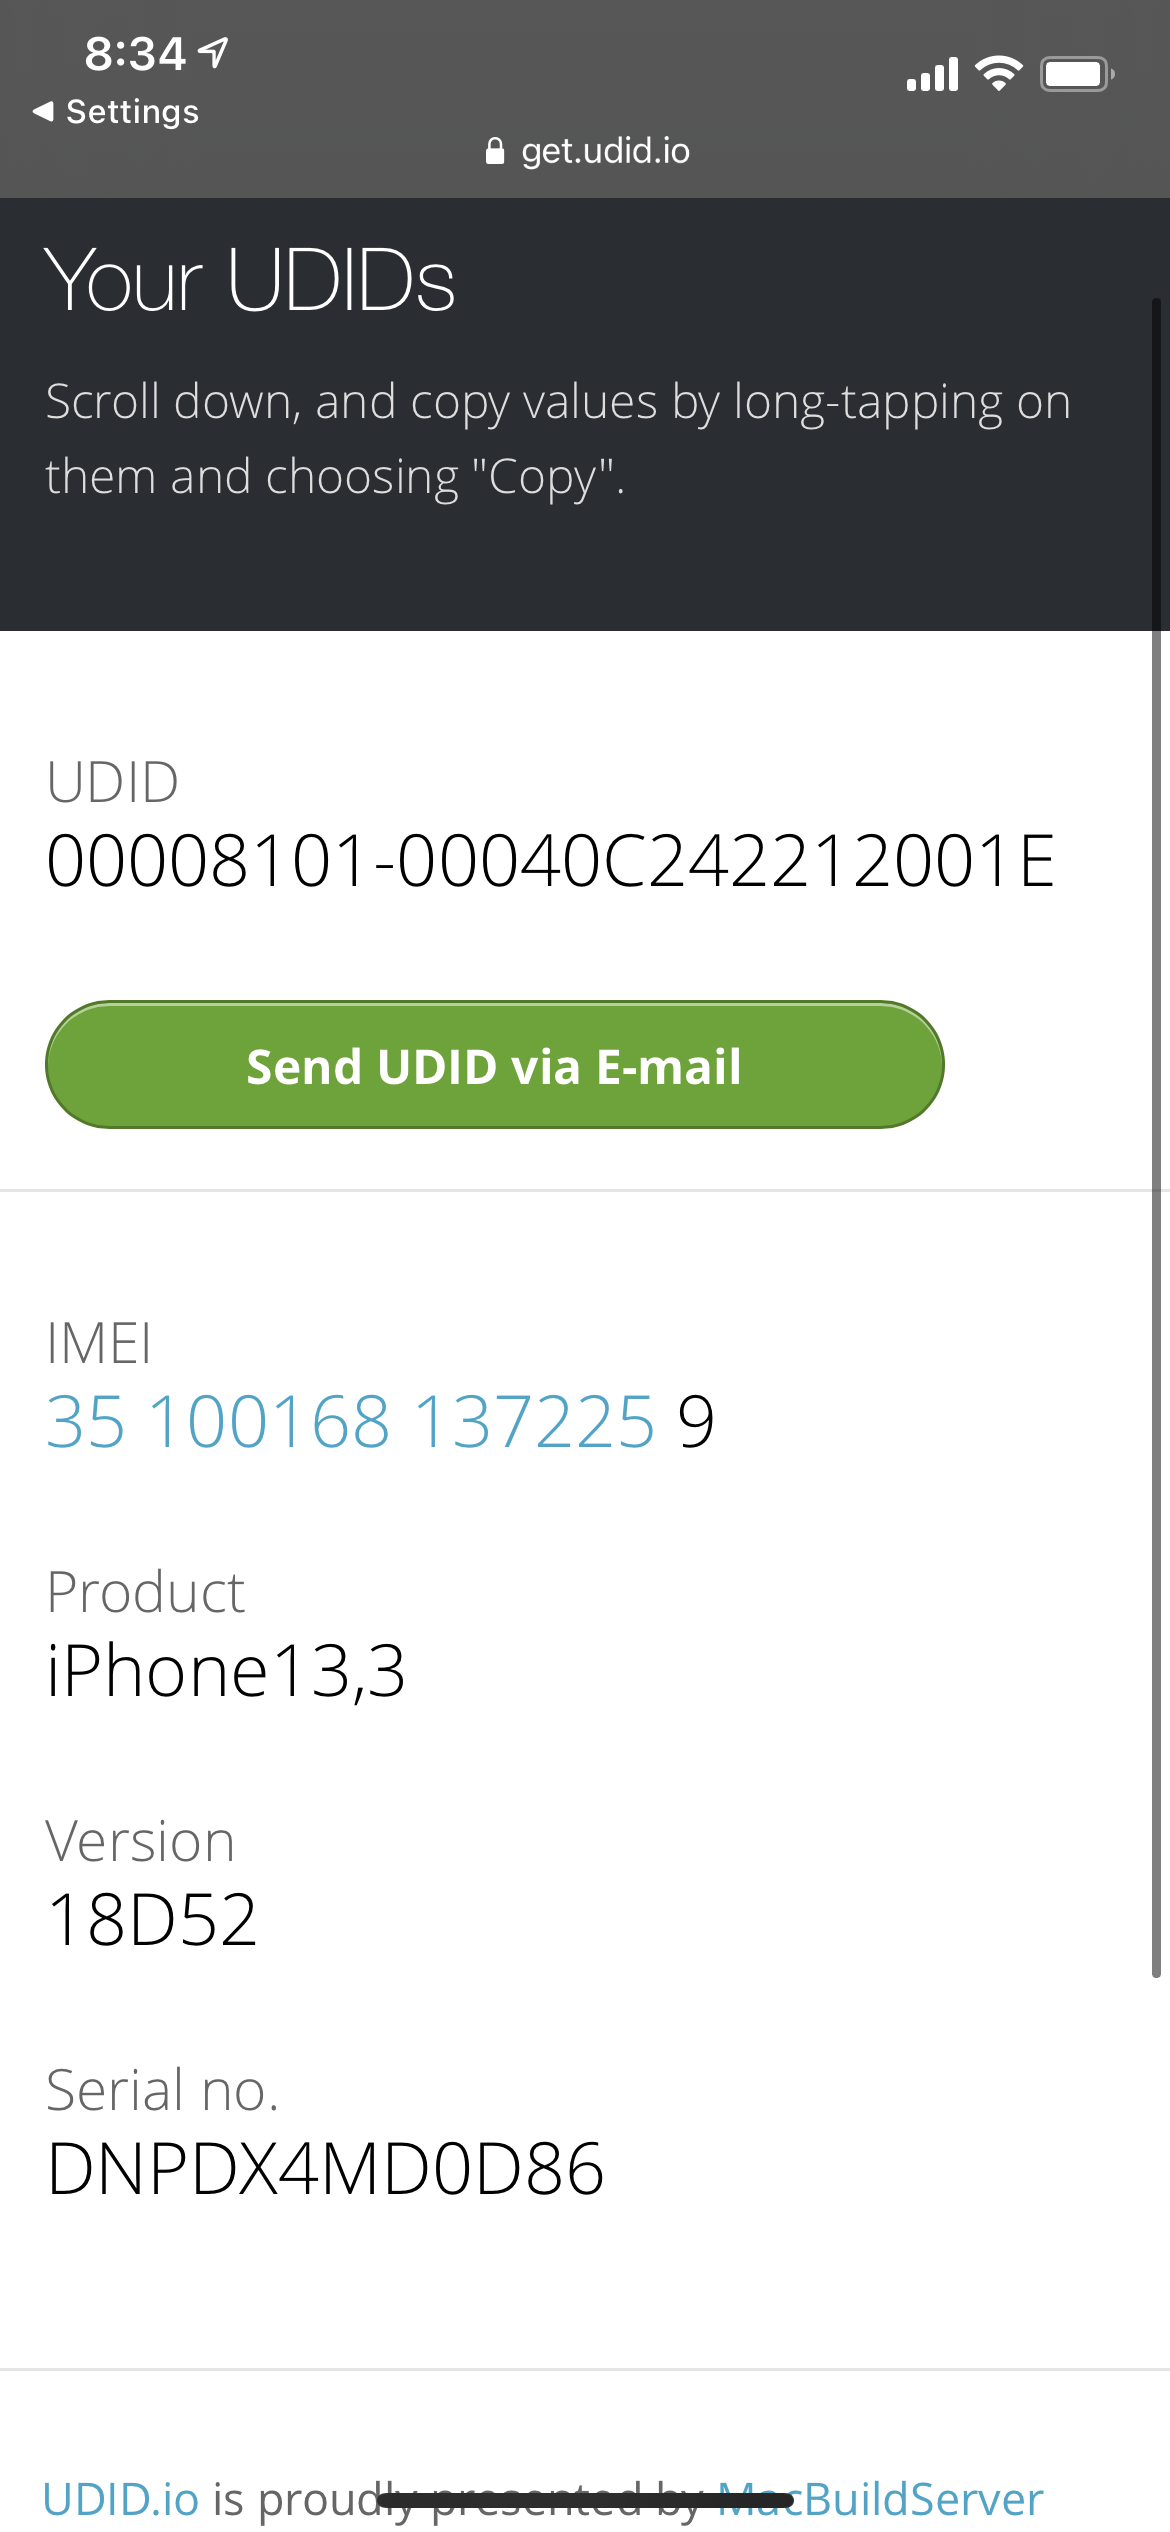 8:34
Settings
get.udid.io
Your UDIDs
Scroll down, and copy values by long-tapping on
them and choosing "Copy".
UDID
00008101-00040C242212001E
Send UDID via E-mail
IMEI
35 100168 137225 9
Product
iPhone13,3
Version
18D52
Serial no.
DNPDX4MD0D86
UDID.io is proudly presented by MacBuildServer